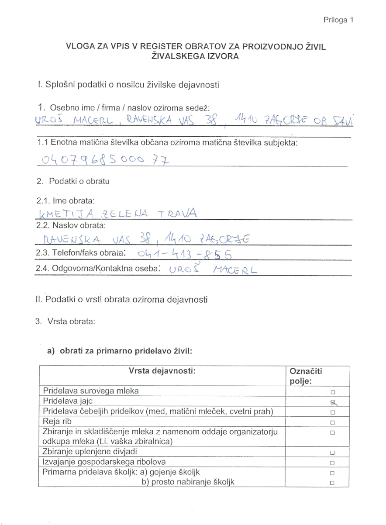 Priloga 1
VLOGA ZA VPIS V REGISTER OBRATOV ZA PROIZVODNJO ŽIVIL
ŽIVALSKEGA IZVORA
I. Splošni podatki o nosilcu živilske dejavnosti
1. Osebno ime / firma / naslov oziroma sedež:
UROŠ MACERL, RAVENSKA VAS 38, 1410 ZAGORJE OB SAVI
1.1 Enotna matična številka občana oziroma matična številka subjekta:
0407968500077
2. Podatki o obratu
2.1. Ime obrata:
KMETIJA ZELENA TRAVA
2.2. Naslov obrata:
RAVENSKA VAS 38, 1410 ZAGORJE
2.3. Telefon/faks obrata: 041-413-855
2.4. Odgovorna/Kontaktna oseba: UROŠ MACERL
II. Podatki o vrsti obrata oziroma dejavnosti
3. Vrsta obrata:
a) obrati za primarno pridelavo živil:
Vrsta dejavnosti: Označiti
polje:
Pridelava surovega mleka
Pridelava jajc
Pridelava čebeljih pridelkov (med, matični mleček, cvetni prah)
Reja rib
Zbiranje in skladiščenje mleka z namenom oddaje organizatorju
odkupa mleka (t.i. vaška zbiralnica)
Zbiranje uplenjene divjadi
Izvajanje gospodarskega ribolova
Primarna pridelava školjk: a) gojenje školjk
b) prosto nabiranje školjk